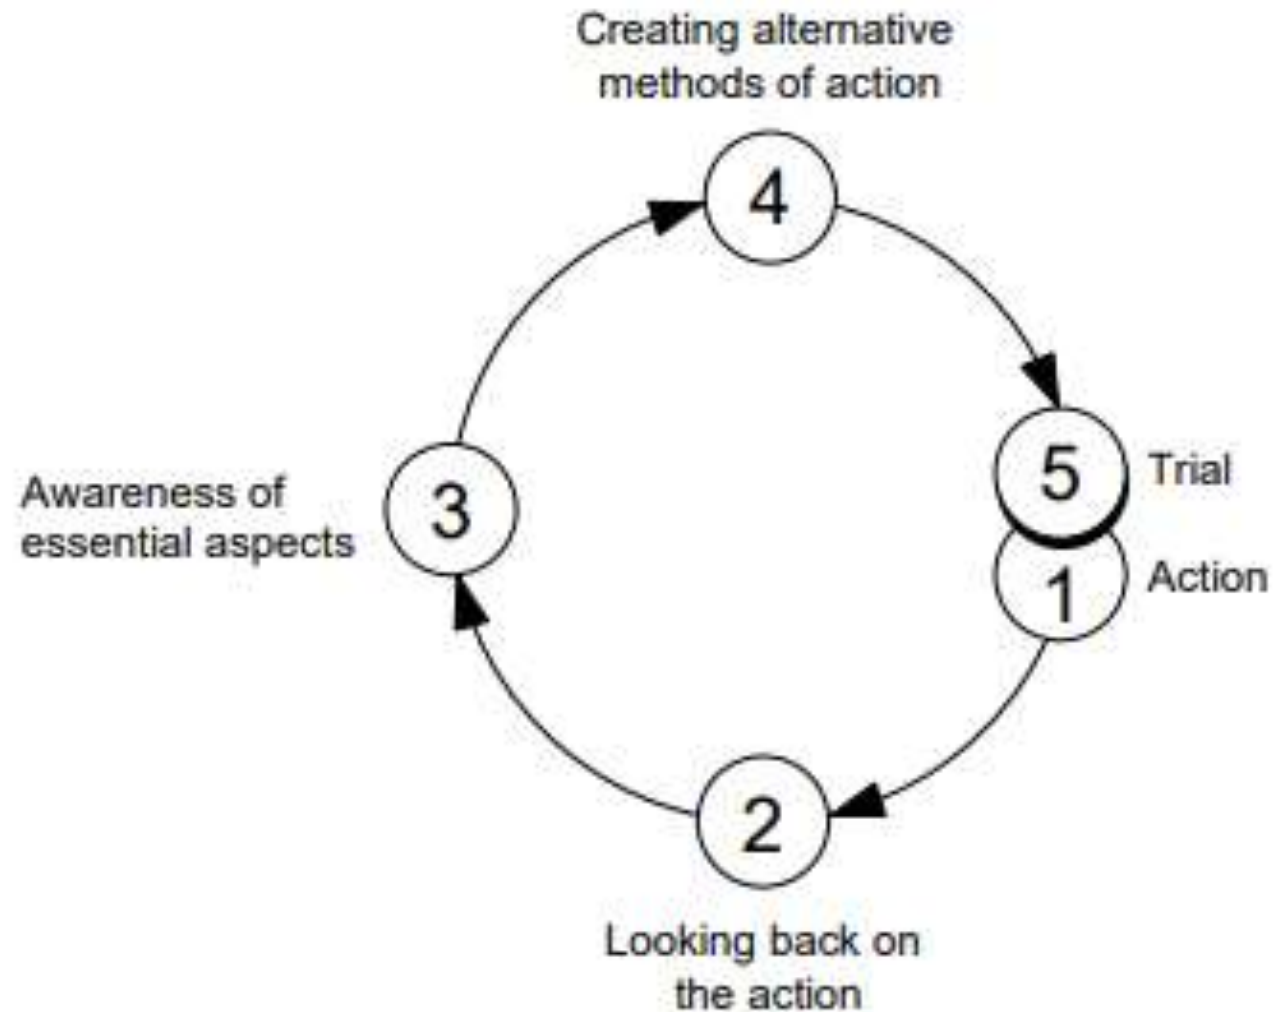 Creating alternative
methods of action
4
5
Trial
1
Action
3
Awareness of
essential aspects
2
Looking back on
the action